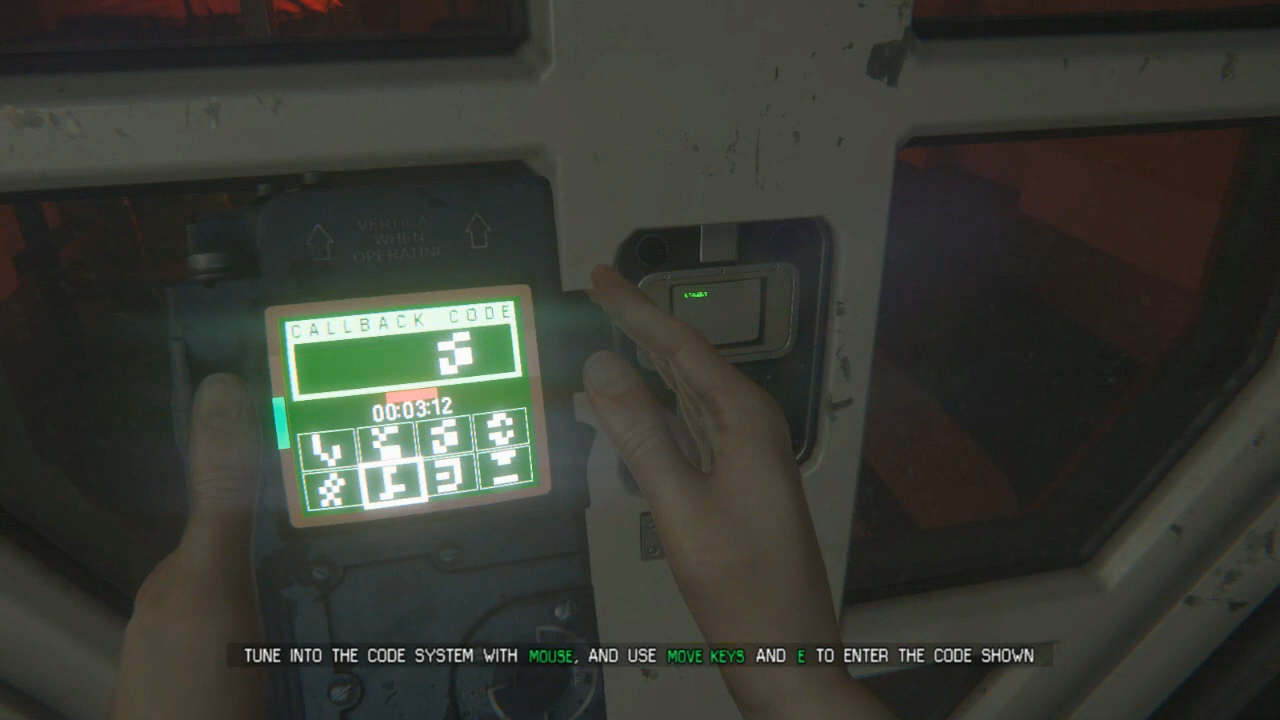 VERTICAL
WHEN
OPERATING
CALLBACK CODE
00:03:12
TUNE INTO THE CODE SYSTEM WITH MOUSE, AND USE MOVE KEYS AND E TO ENTER THE CODE SHOWN